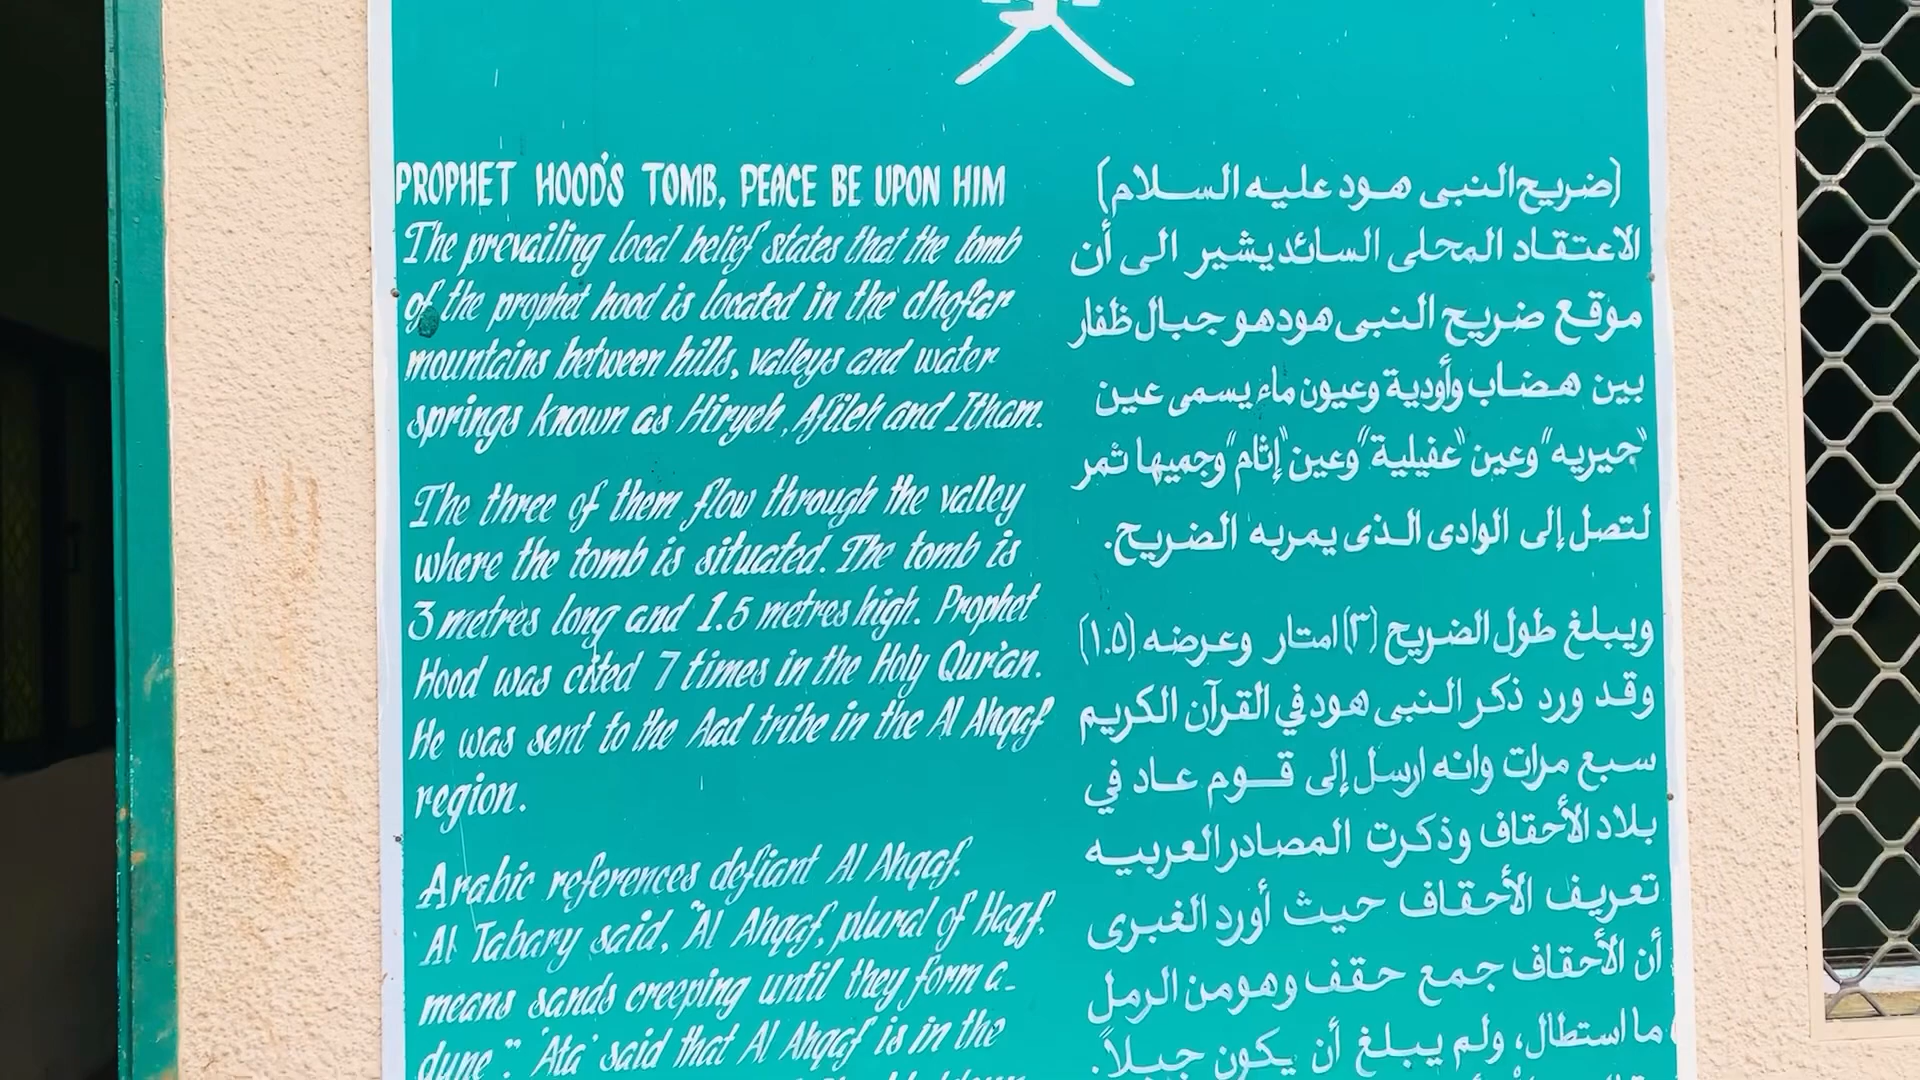 PROPHET HOOD'S TOMB, PEACE BE UPON HIM
The prevailing local belief states that the tomb
of the prophet hood is located in the dhofar
mountains between hills, valleys and water
springs known as Hiryeh, Afileh and Itham.
The three of them flow through the valley
where the tomb is situated. The tomb is
3 metres long and 1.5 metres high. Prophet
Hood was cited 7 times in the Holy Qur'an.
He was sent to the Aad tribe in the Al Ahqaf
region.
Arabic references defiant Al Ahqaf.
At Tabary said, "Al Ahqaf, plural of Haqf,
means sands creeping until they form a-
dune". 'Ata' said that Al Ahqaf is in the
(ضريح النبى هود عليه السلام)
الاعتقاد المحلى السائد يشير الى أن
موقع ضريح النبى هود هو جبال ظفار
بين هضاب وأودية وعيون ماء يسمى عين
"حيريه" وعين "عفيلية" وعين "إثام" وجميها ثمر
لتصل إلى الوادى الذى يمر به الضريح.
ويبلغ طول الضريح (٣) امتار وعرضه (١.٥)
وقد ورد ذكر النبى هود في القرآن الكريم
سبع مرات وانه ارسل إلى قوم عاد في
بلاد الأحقاف وذكرت المصادر العربيه
تعريف الأحقاف حيث أورد الغبرى
أن الأحقاف جمع حقف وهو من الرمل
ما استطال، ولم يبلغ أن يكون جبلاً.